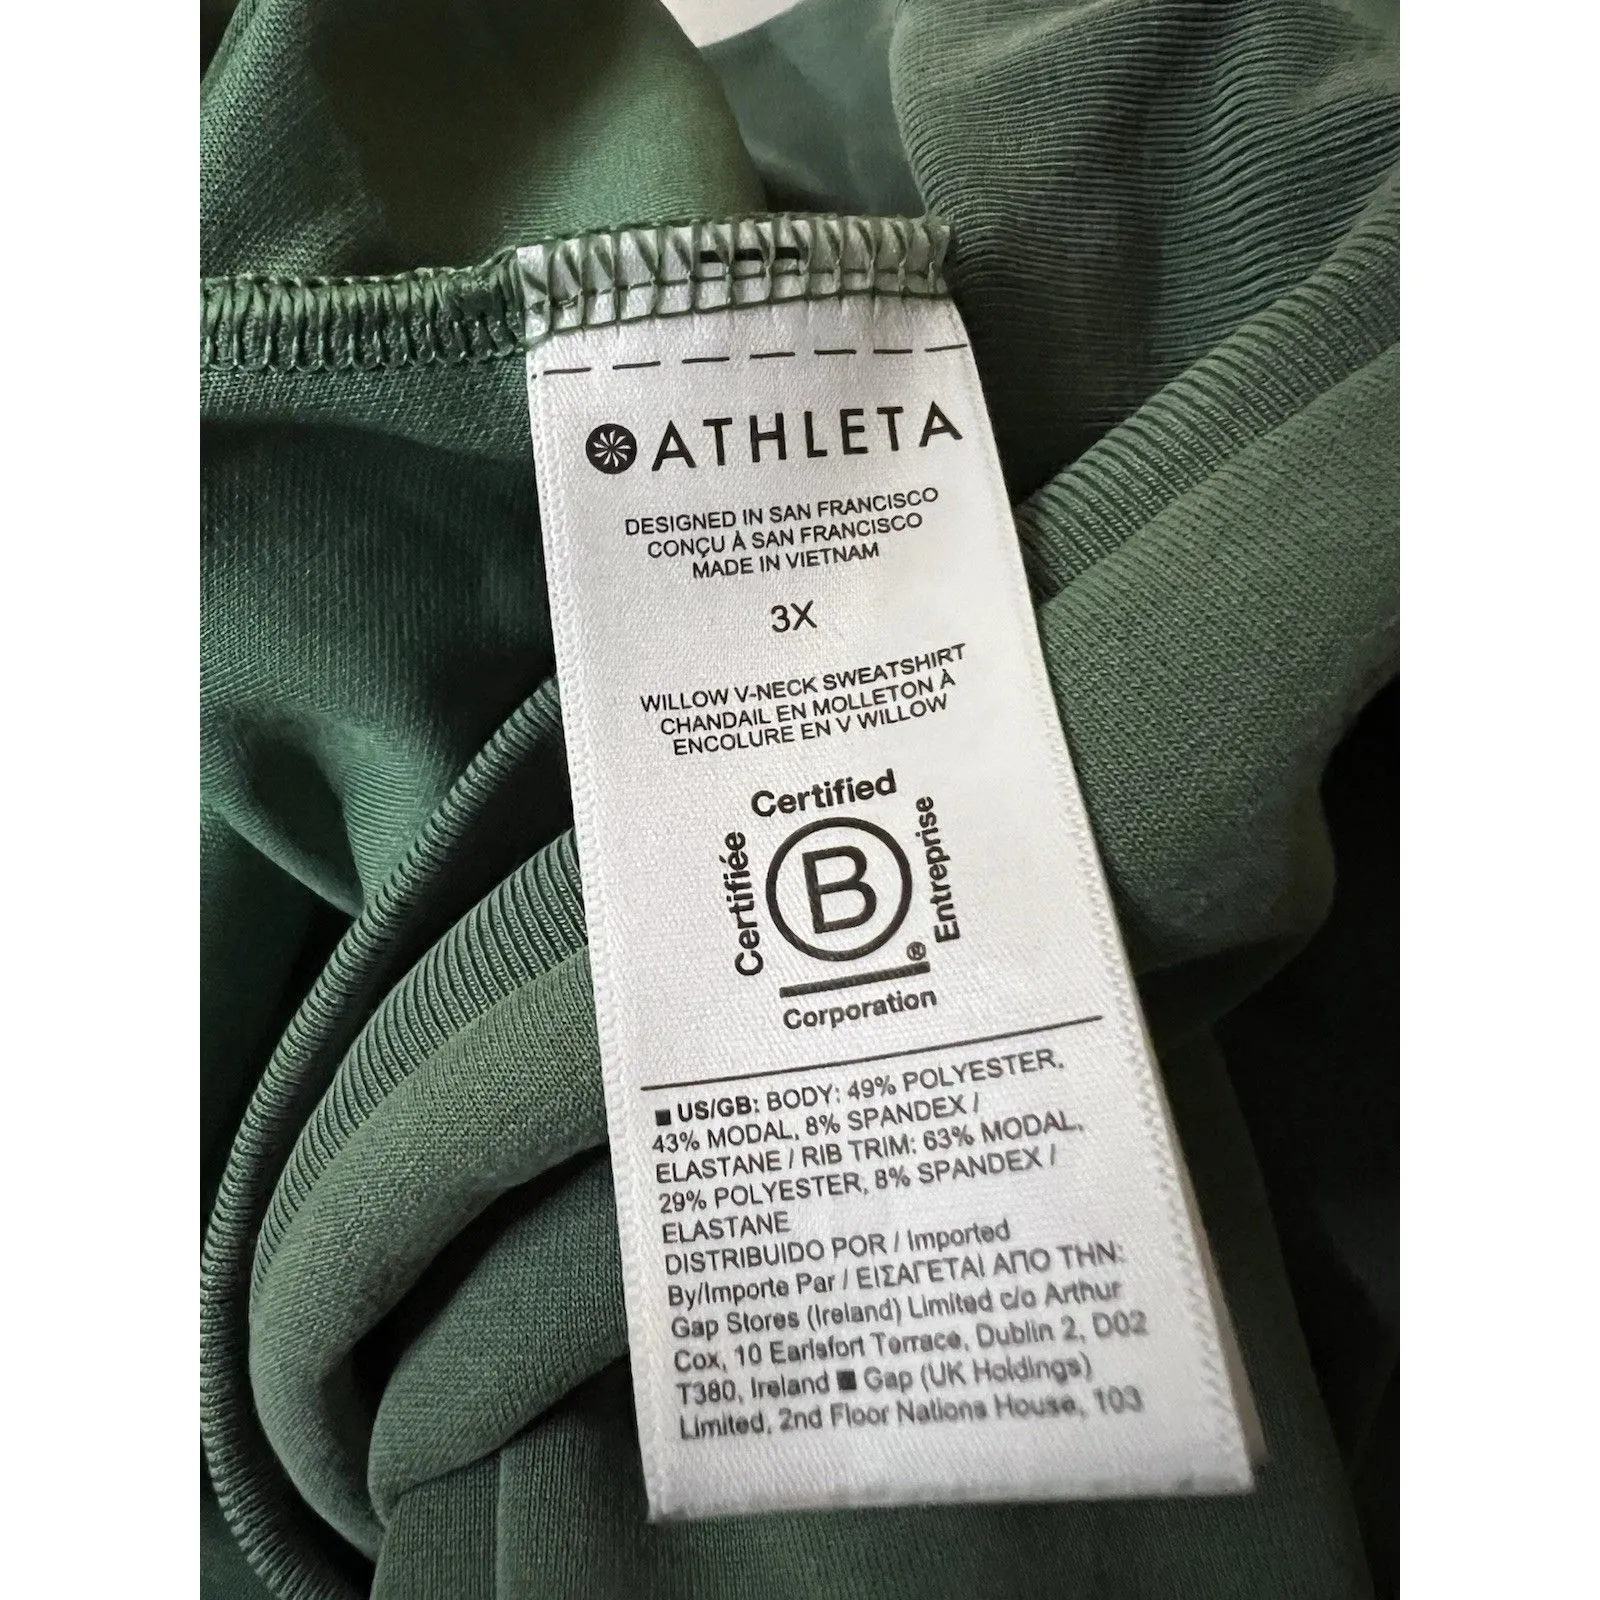 ATHLETA
DESIGNED IN SAN FRANCISCO
CONÇU À SAN FRANCISCO
MADE IN VIETNAM
3X
WILLOW V-NECK SWEATSHIRT
CHANDAIL EN MOLLETON À
ENCOLURE EN V WILLOW
Certified
Certifiée
B
Entreprise
®
Corporation
■ US/GB: BODY: 49% POLYESTER,
43% MODAL, 8% SPANDEX /
ELASTANE / RIB TRIM: 63% MODAL,
29% POLYESTER, 8% SPANDEX /
ELASTANE
DISTRIBUIDO POR / Imported
By/Importe Par / ΕΙΣΑΓΕΤΑΙ ΑΠΟ ΤΗΝ:
Gap Stores (Ireland) Limited c/o Arthur
Cox, 10 Earlsfort Terrace, Dublin 2, D02
T380, Ireland ■ Gap (UK Holdings)
Limited, 2nd Floor Nations House, 103